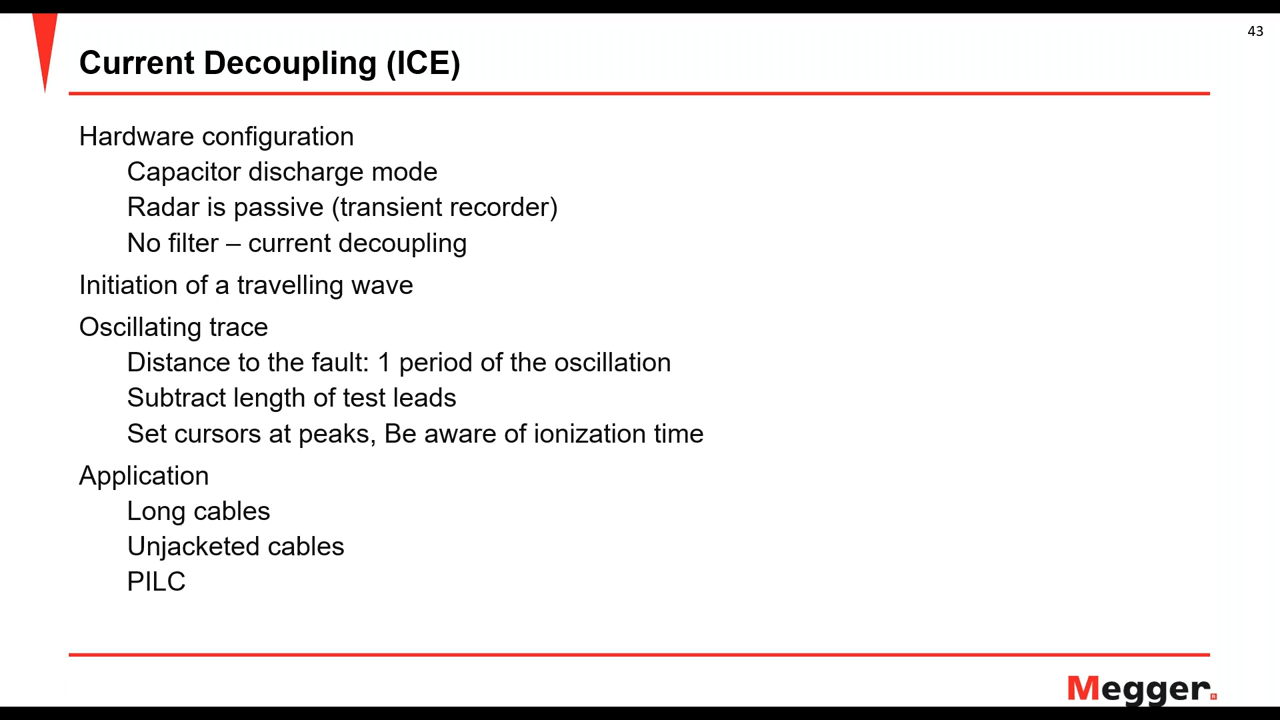 43
Current Decoupling (ICE)
Hardware configuration
Capacitor discharge mode
Radar is passive (transient recorder)
No filter – current decoupling
Initiation of a travelling wave
Oscillating trace
Distance to the fault: 1 period of the oscillation
Subtract length of test leads
Set cursors at peaks, Be aware of ionization time
Application
Long cables
Unjacketed cables
PILC
Megger.